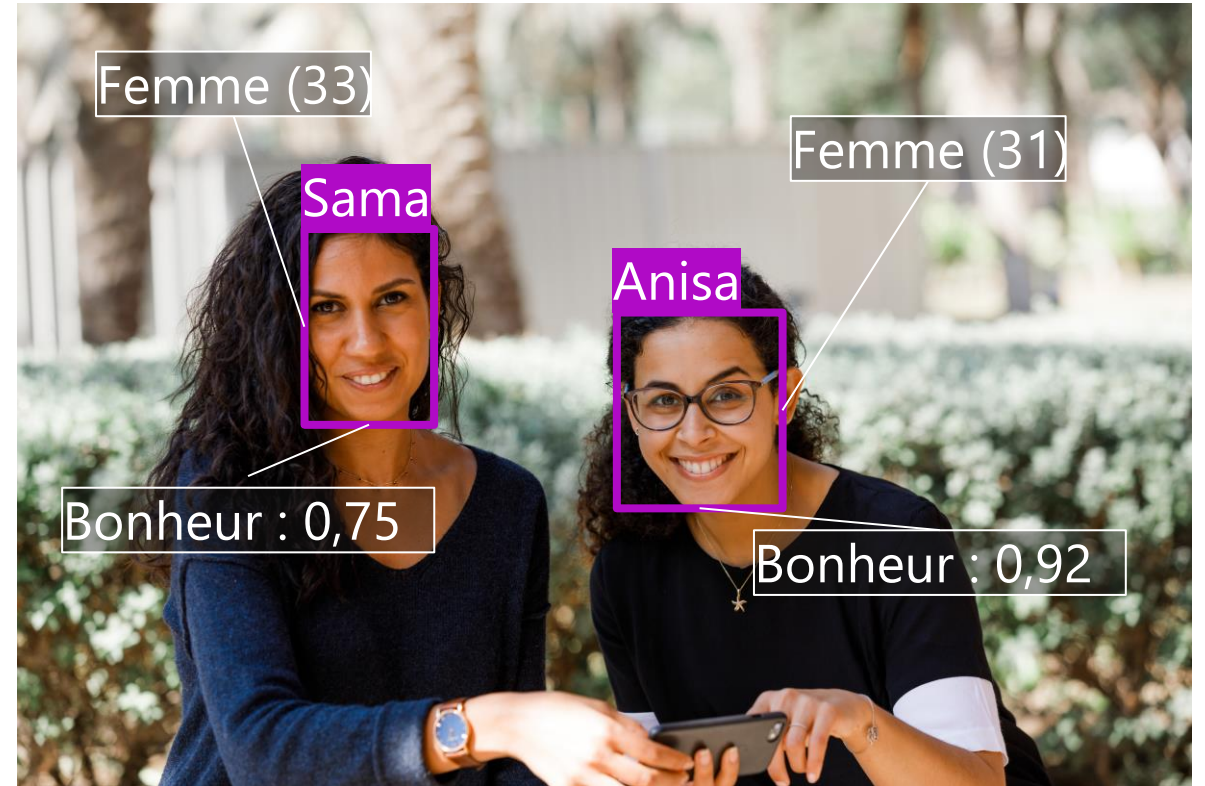 Femme (33)
Femme (31)
Sama
Anisa
Bonheur : 0,75
Bonheur : 0,92